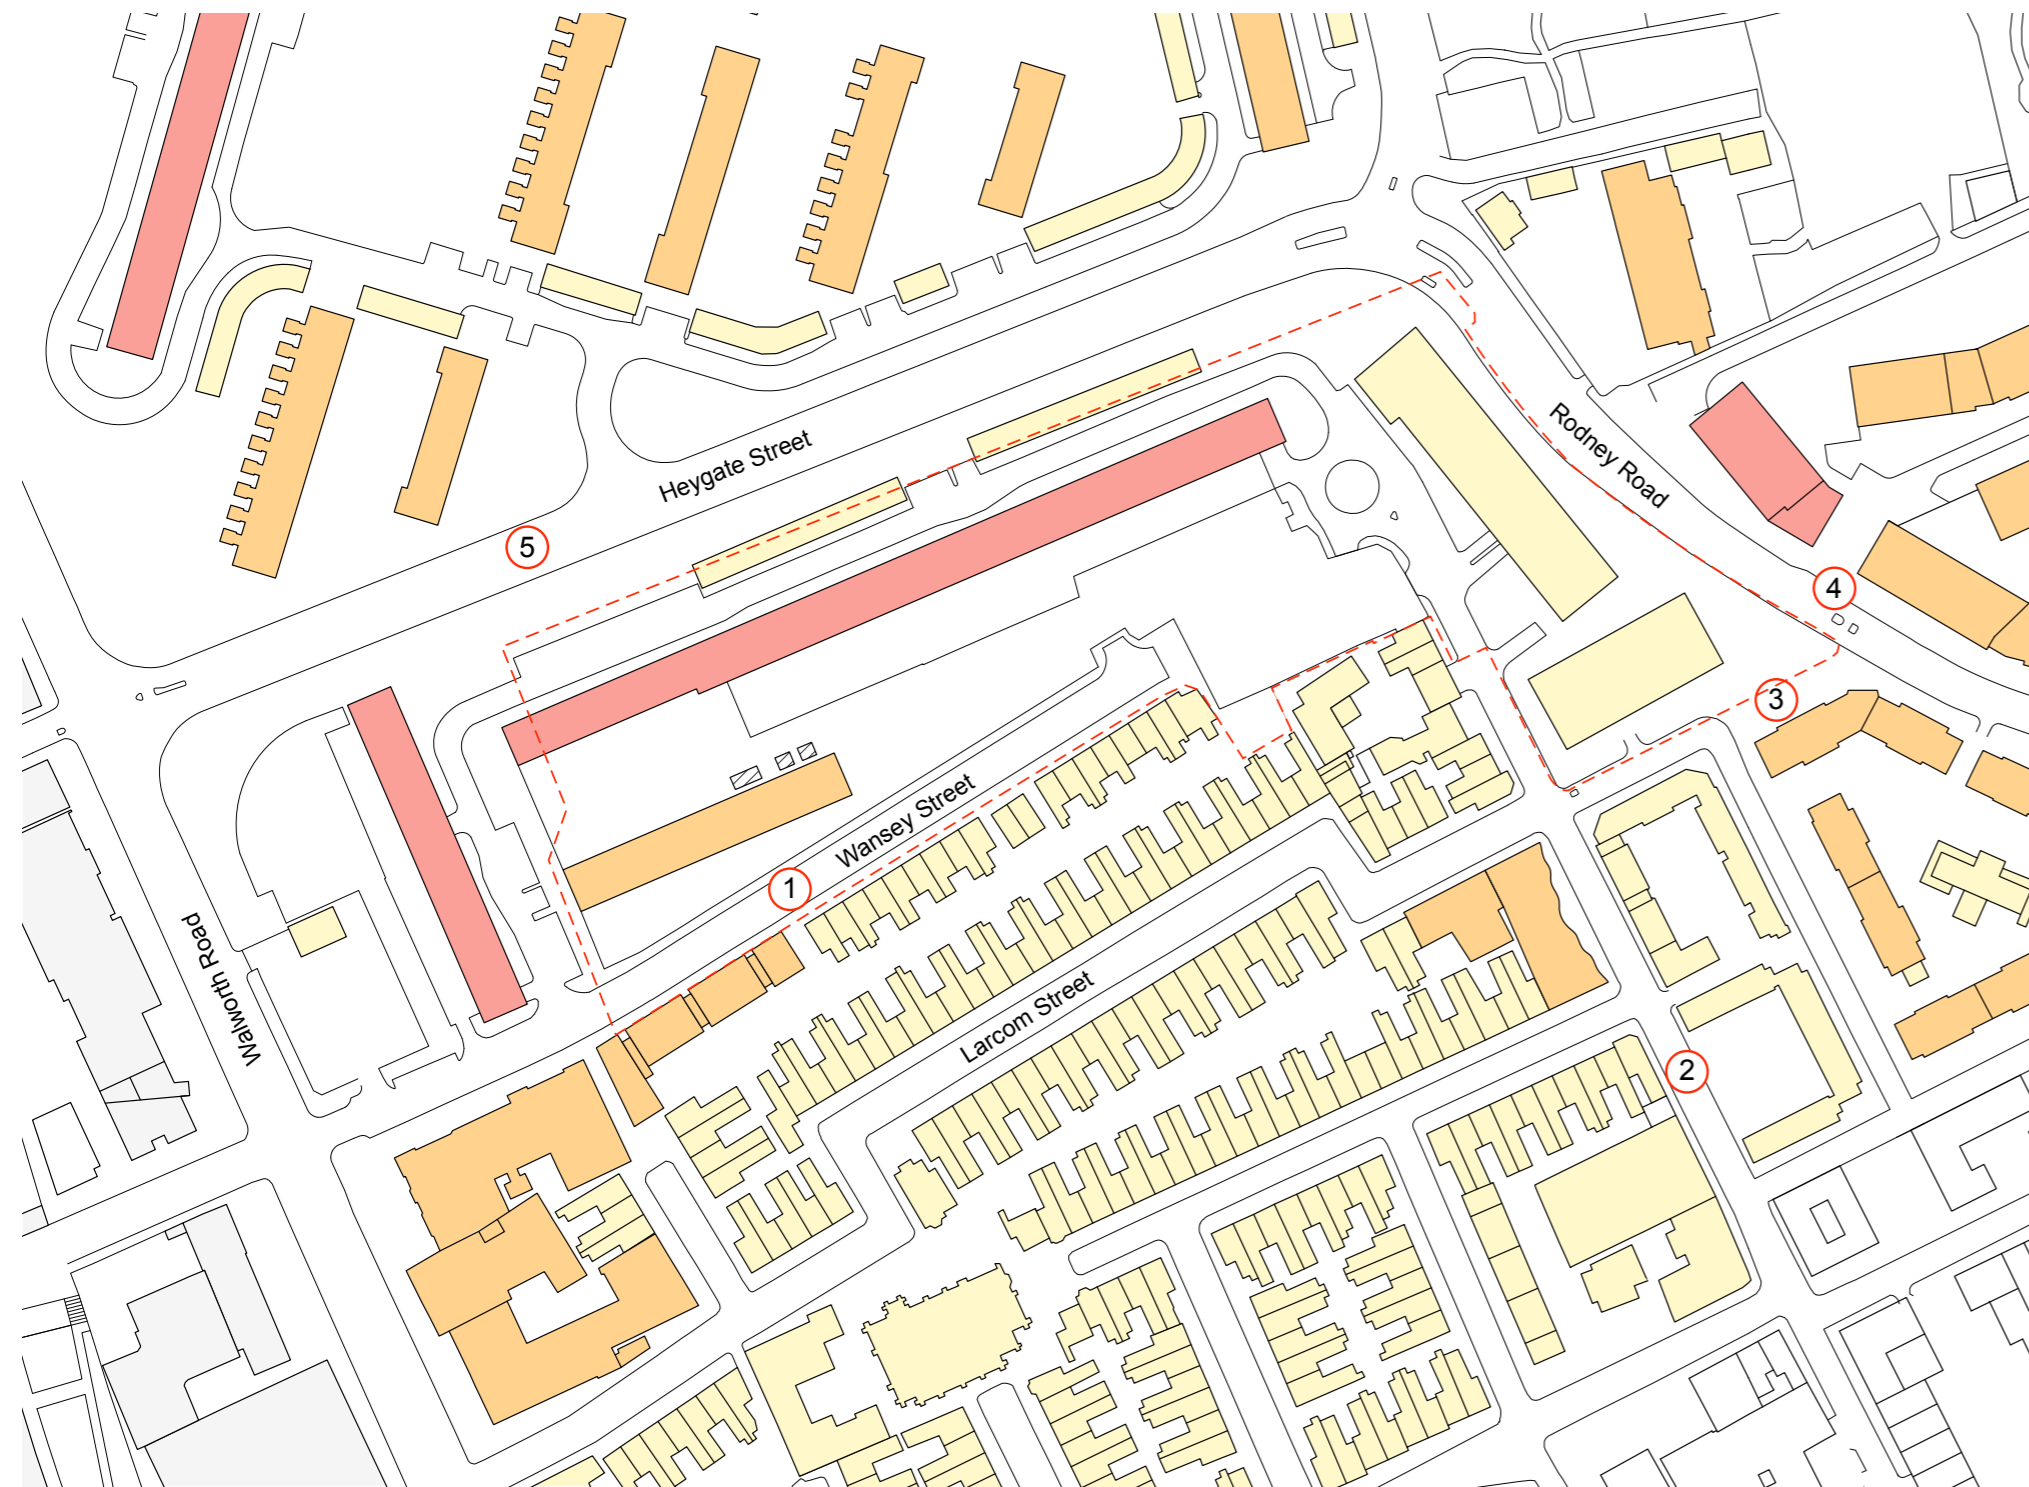 Heygate Street
Rodney Road
5
4
3
Wansey Street
1
Walworth Road
Larcom Street
2